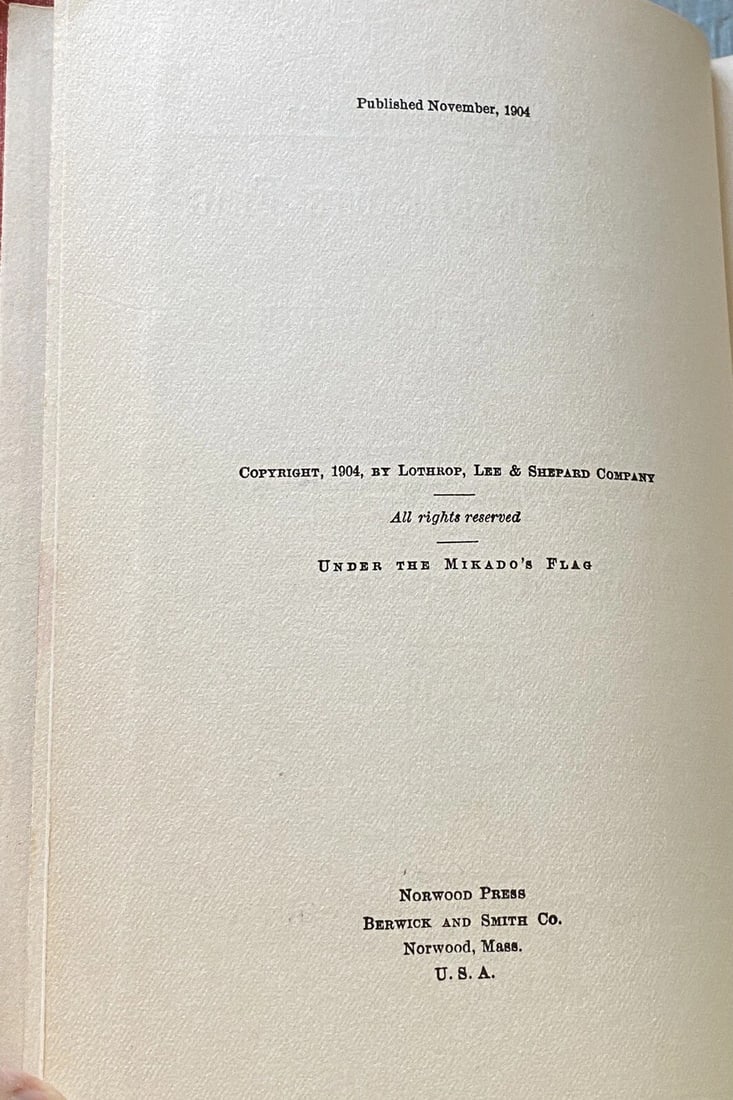 Published November, 1904
Copyright, 1904, by Lothrop, Lee & Shepard Company
All rights reserved
Under the Mikado's Flag
Norwood Press
Berwick and Smith Co.
Norwood, Mass.
U. S. A.